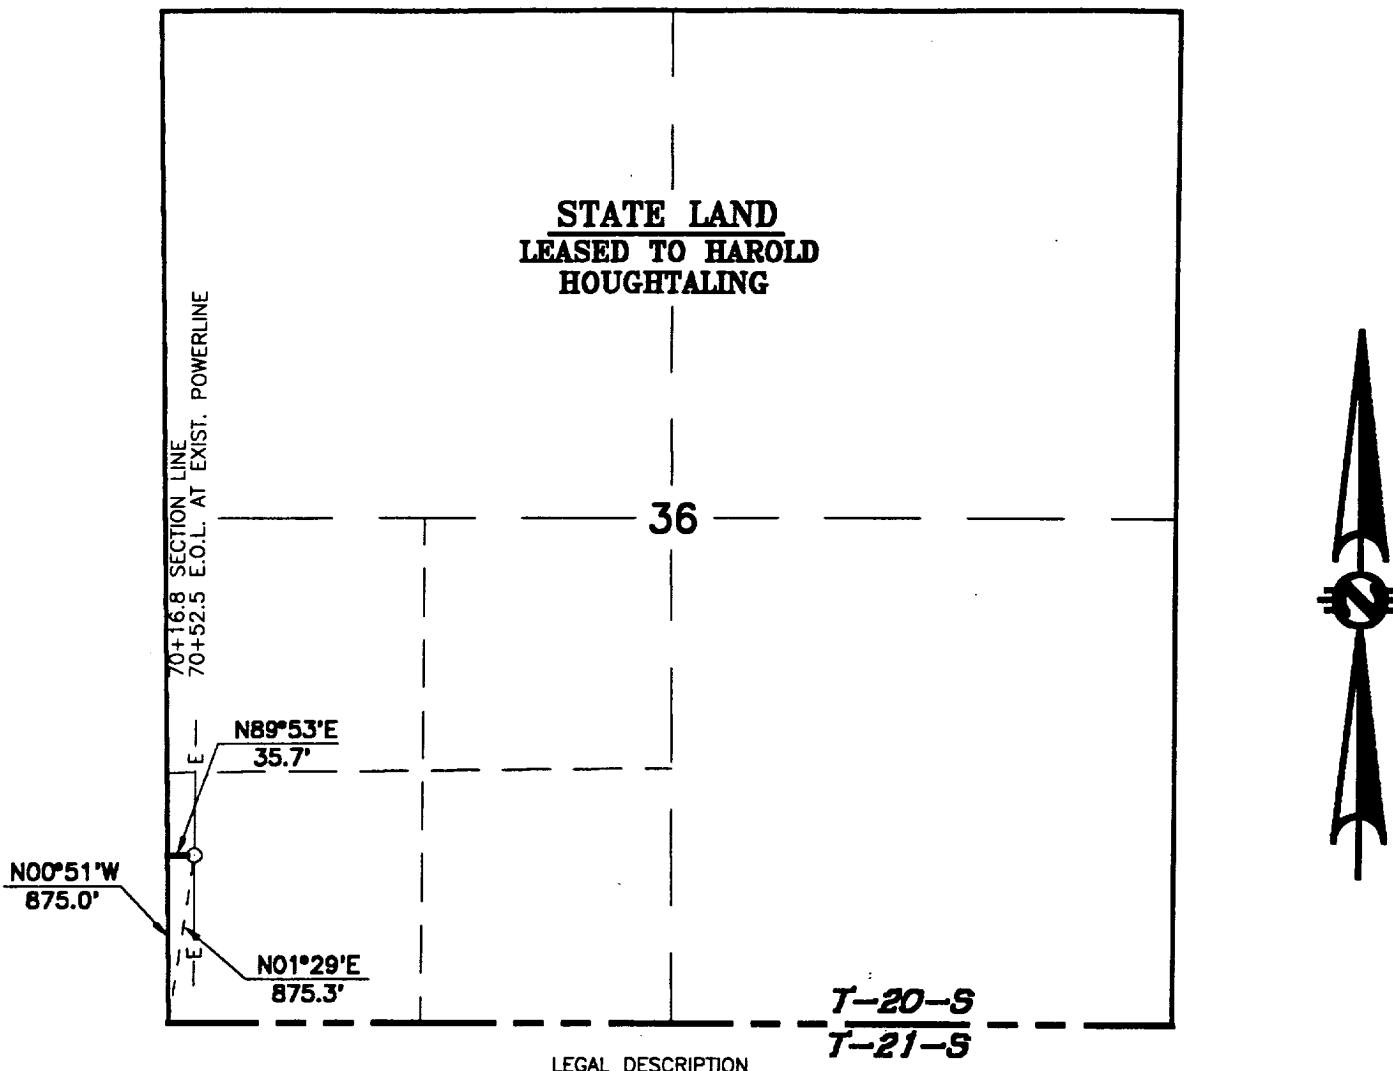 STATE LAND
LEASED TO HAROLD
HOUGHTALING
70+16.8 SECTION LINE
70+52.5 E.O.L. AT EXIST. POWERLINE
36
E
N89°53'E
35.7'
N00°51'W
875.0'
E
N01°29'E
875.3'
T-20-S
T-21-S
LEGAL DESCRIPTION
N